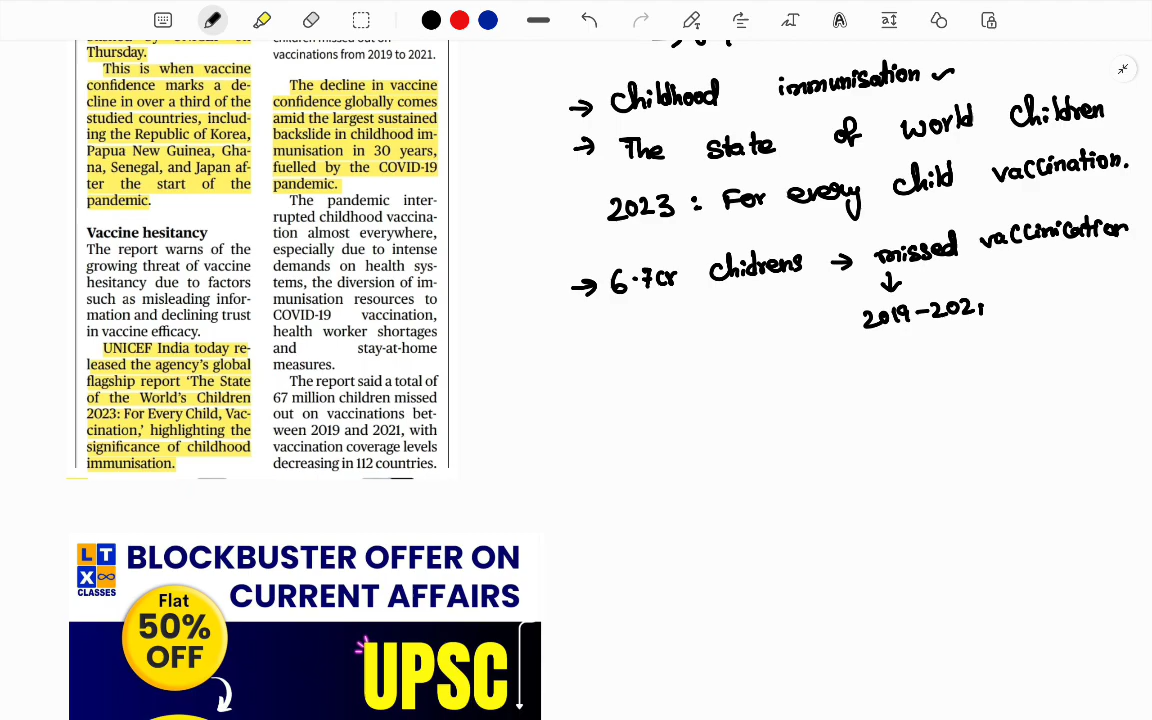 Thursday.
This is when vaccine
confidence marks a de-
cline in over a third of the
studied countries, includ-
ing the Republic of Korea,
Papua New Guinea, Gha-
na, Senegal, and Japan af-
ter the start of the
pandemic.
Vaccine hesitancy
The report warns of the
growing threat of vaccine
hesitancy due to factors
such as misleading infor-
mation and declining trust
in vaccine efficacy.
UNICEF India today re-
leased the agency's global
flagship report 'The State
of the World's Children
2023: For Every Child, Vac-
cination,' highlighting the
significance of childhood
immunisation.
vaccinations from 2019 to 2021.
The decline in vaccine
confidence globally comes
amid the largest sustained
backslide in childhood im-
munisation in 30 years,
fuelled by the COVID-19
pandemic.
The pandemic inter-
rupted childhood vaccina-
tion almost everywhere,
especially due to intense
demands on health sys-
tems, the diversion of im-
munisation resources to
COVID-19 vaccination,
health worker shortages
and stay-at-home
measures.
The report said a total of
67 million children missed
out on vaccinations bet-
ween 2019 and 2021, with
vaccination coverage levels
decreasing in 112 countries.
→ childhood immunisation ✓
→ The state of world children
2023 : For every child vaccination.
→ 6.7cr chidrens → missed vaccinication
↓
2019-2021
LTX∞
CLASSES
BLOCKBUSTER OFFER ON
CURRENT AFFAIRS
Flat
50%
OFF
UPSC